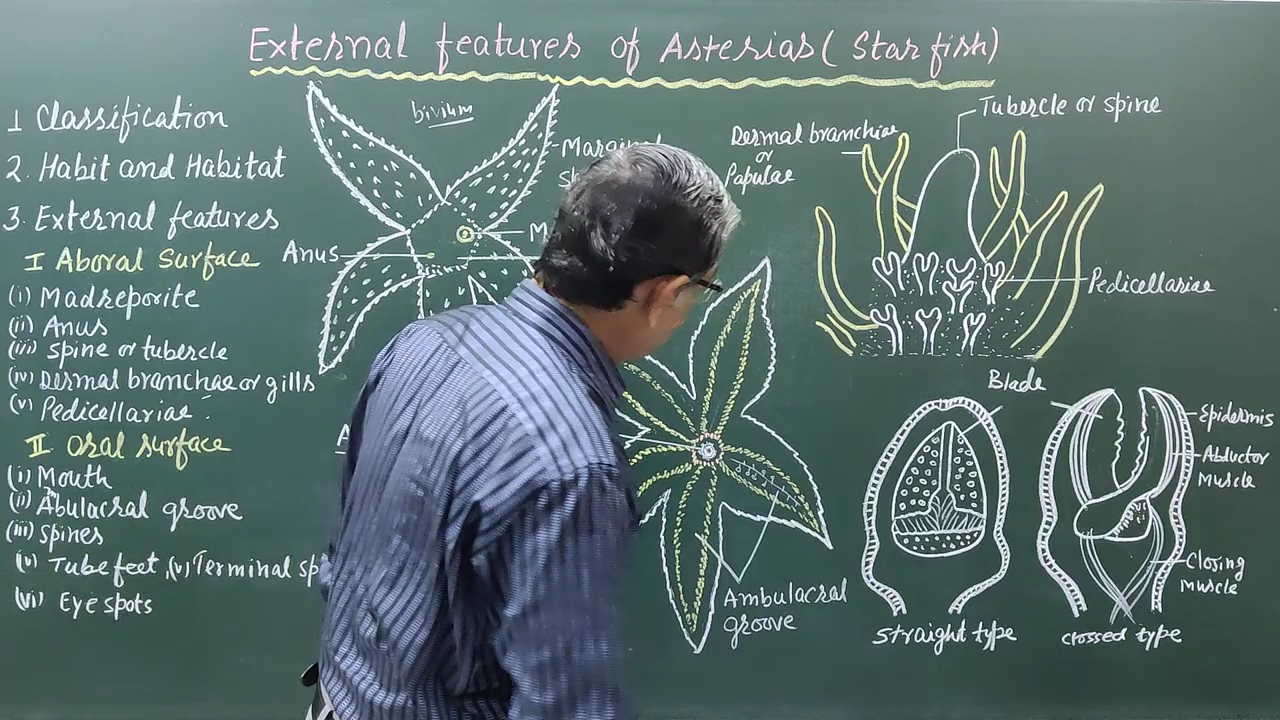 External features of Asterias (Starfish)
1 Classification
2. Habit and Habitat
3. External features
I Aboral Surface
(i) Madreporite
(ii) Anus
(iii) Spine or tubercle
(iv) Dermal branchae or gills
(v) Pedicellariae
II Oral surface
(i) Mouth
(ii) Abulacral groove
(iii) Spines
(v) Tube feet, (v) Terminal
(vi) Eye spots
bivium
Anus
Dermal branchiae
or
Papulae
Tubercle or spine
Pedicellariae
Ambulacral
groove
Blade
Epidermis
Abductor
Muscle
Closing
muscle
straight type
crossed type